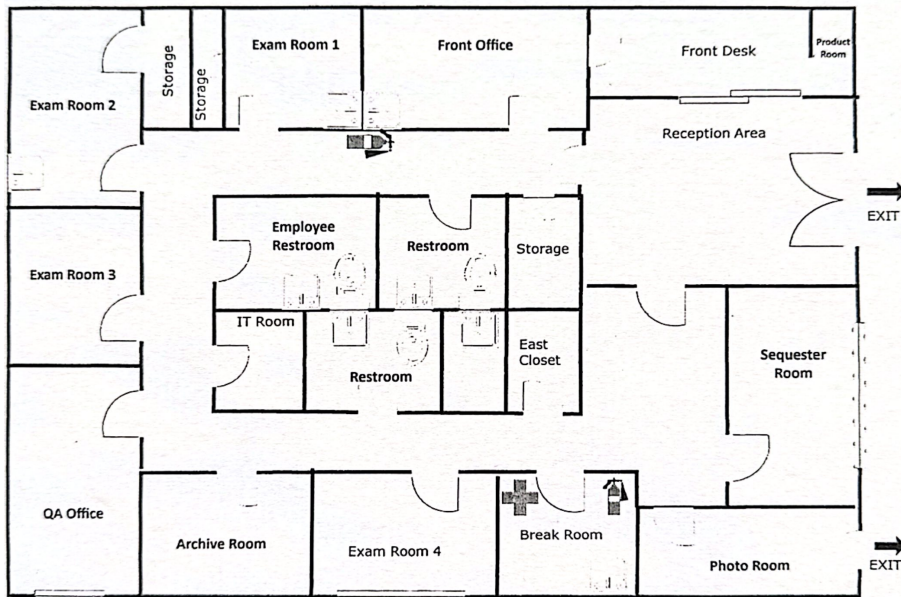 Storage
Storage
Exam Room 1
Front Office
Front Desk
Product
Room
Exam Room 2
Reception Area
EXIT
Employee
Restroom
Restroom
Storage
Exam Room 3
IT Room
East
Closet
Sequester
Room
Restroom
QA Office
Archive Room
Exam Room 4
Break Room
Photo Room
EXIT